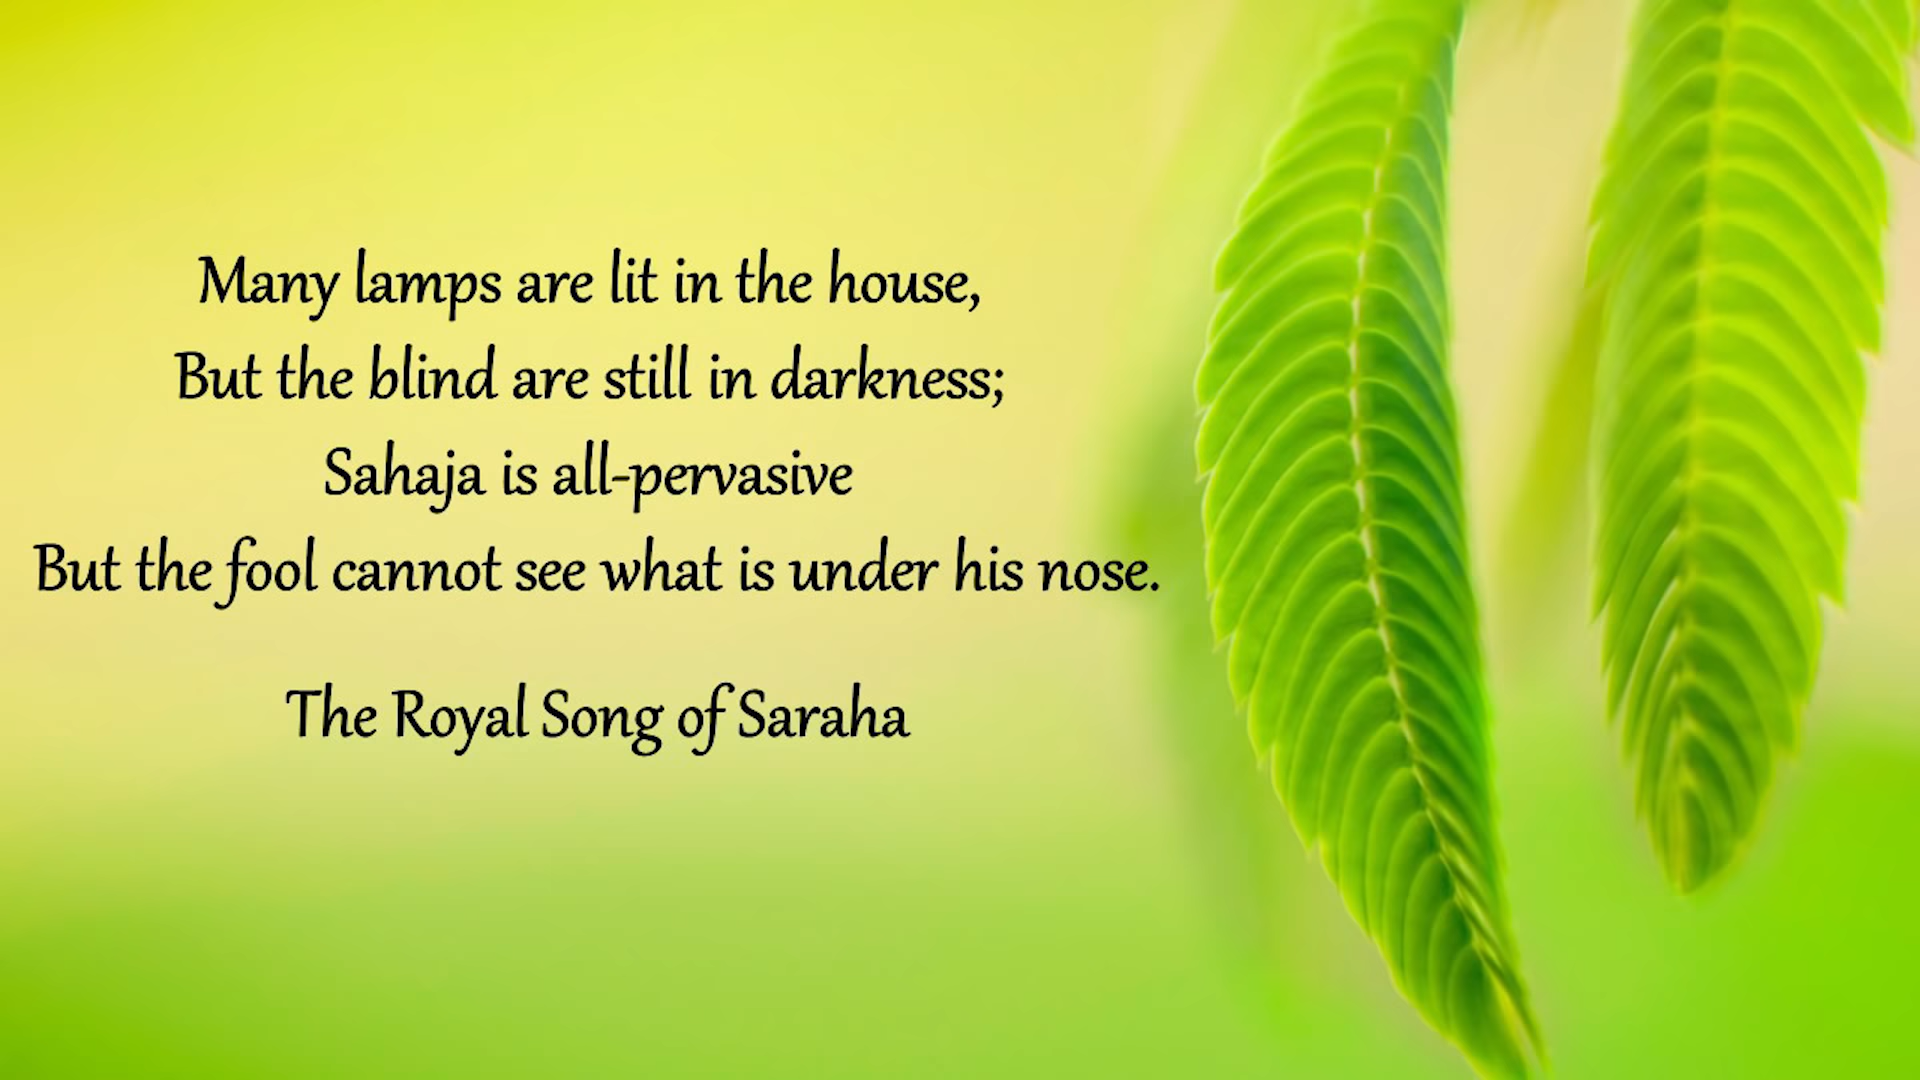 Many lamps are lit in the house,
But the blind are still in darkness;
Sahaja is all-pervasive
But the fool cannot see what is under his nose.
The Royal Song of Saraha